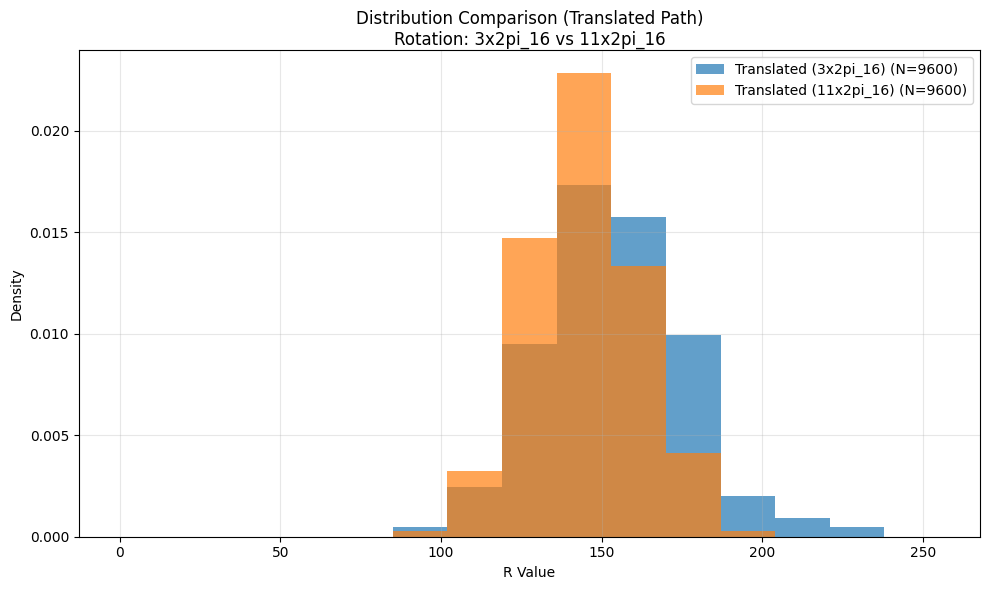 Distribution Comparison (Translated Path)
Rotation: 3x2pi_16 vs 11x2pi_16
Translated (3x2pi_16) (N=9600)
Translated (11x2pi_16) (N=9600)
0.020
0.015
0.010
0.005
0.000
Density
0 50 100 150 200 250
R Value